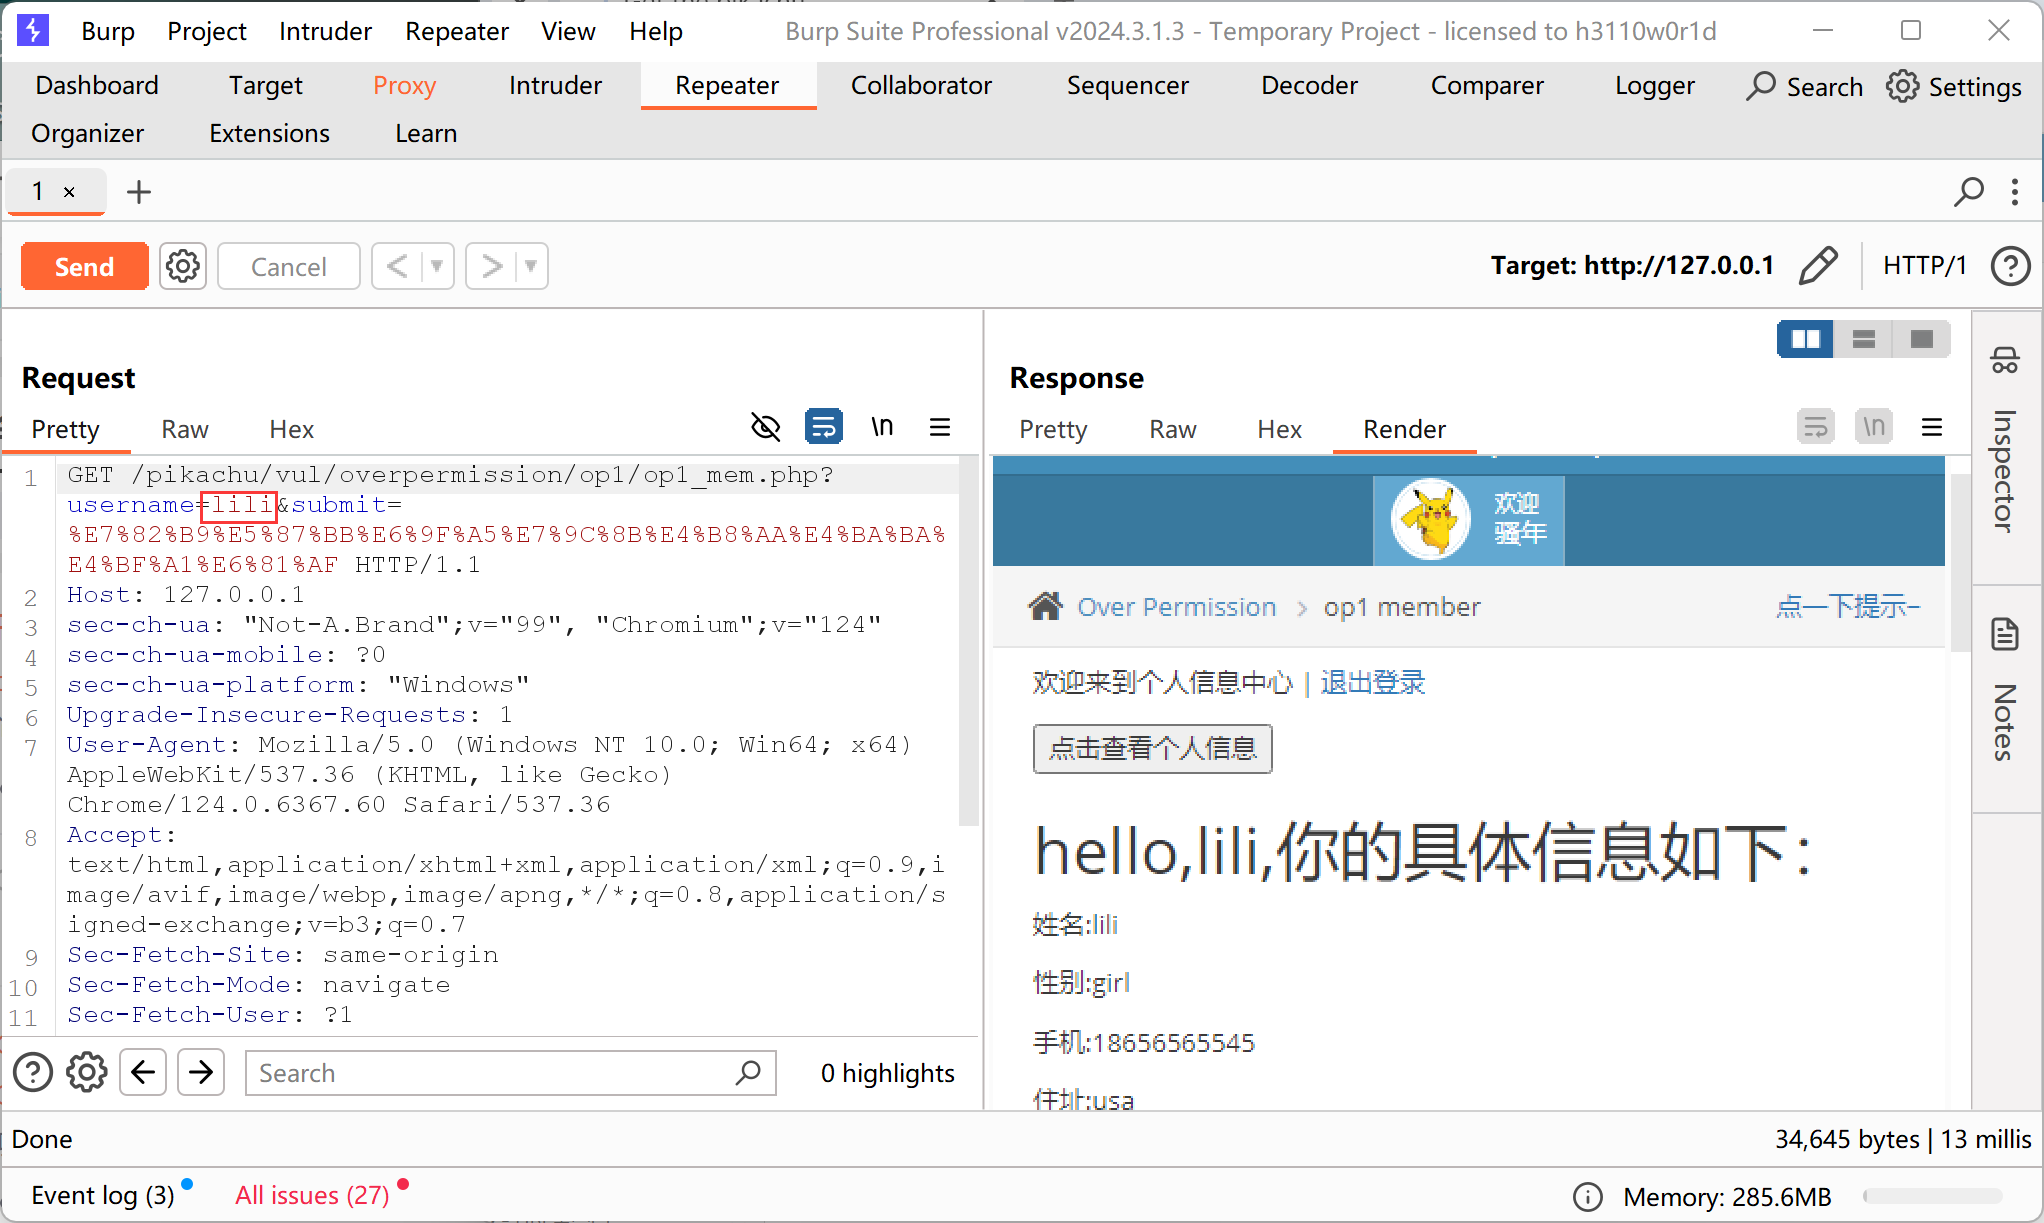 Burp Project Intruder Repeater View Help Burp Suite Professional v2024.3.1.3 - Temporary Project - licensed to h3110w0r1d
Dashboard Target Proxy Intruder Repeater Collaborator Sequencer Decoder Comparer Logger Search Settings
Organizer Extensions Learn
1 ×
Send Cancel < > Target: http://127.0.0.1 HTTP/1
Request
Pretty Raw Hex \n
1 GET /pikachu/vul/overpermission/op1/op1_mem.php?
username=lili&submit=
%E7%82%B9%E5%87%BB%E6%9F%A5%E7%9C%8B%E4%B8%AA%E4%BA%BA%
E4%BF%A1%E6%81%AF HTTP/1.1
2 Host: 127.0.0.1
3 sec-ch-ua: "Not-A.Brand";v="99", "Chromium";v="124"
4 sec-ch-ua-mobile: ?0
5 sec-ch-ua-platform: "Windows"
6 Upgrade-Insecure-Requests: 1
7 User-Agent: Mozilla/5.0 (Windows NT 10.0; Win64; x64)
AppleWebKit/537.36 (KHTML, like Gecko)
Chrome/124.0.6367.60 Safari/537.36
8 Accept:
text/html,application/xhtml+xml,application/xml;q=0.9,i
mage/avif,image/webp,image/apng,*/*;q=0.8,application/s
igned-exchange;v=b3;q=0.7
9 Sec-Fetch-Site: same-origin
10 Sec-Fetch-Mode: navigate
11 Sec-Fetch-User: ?1
Search 0 highlights
Response
Pretty Raw Hex Render \n
欢迎
骚年
Over Permission > op1 member 点一下提示~
欢迎来到个人信息中心 | 退出登录
点击查看个人信息
hello,lili,你的具体信息如下：
姓名:lili
性别:girl
手机:18656565545
住址:usa
Inspector
Notes
Done 34,645 bytes | 13 millis
Event log (3) All issues (27) Memory: 285.6MB